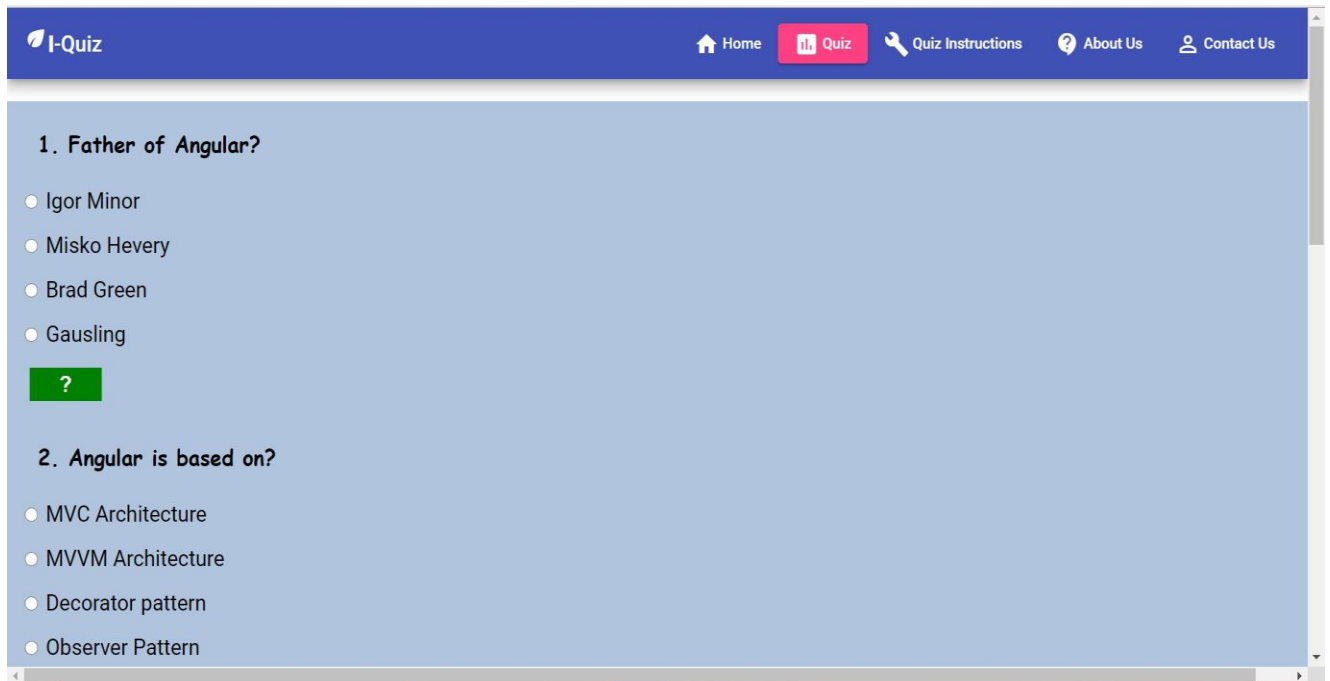 I-Quiz
Home
Quiz
Quiz Instructions
About Us
Contact Us
1. Father of Angular?
Igor Minor
Misko Hevery
Brad Green
Gausling
?
2. Angular is based on?
MVC Architecture
MVVM Architecture
Decorator pattern
Observer Pattern